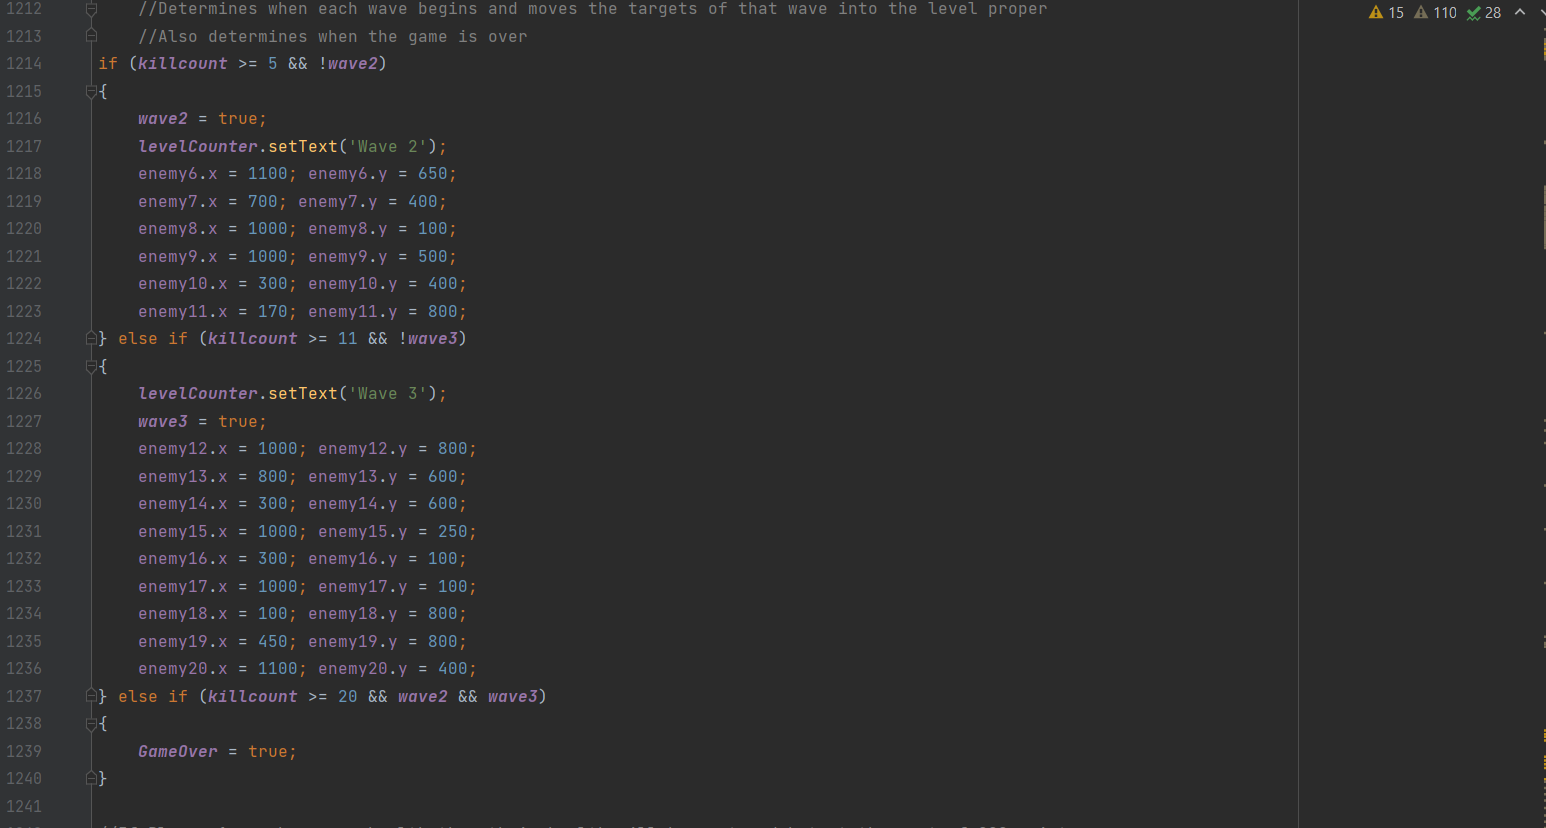 1212 //Determines when each wave begins and moves the targets of that wave into the level proper
15 110 28
1213 //Also determines when the game is over
1214 if (killcount >= 5 && !wave2)
1215 {
1216 wave2 = true;
1217 levelCounter.setText('Wave 2');
1218 enemy6.x = 1100; enemy6.y = 650;
1219 enemy7.x = 700; enemy7.y = 400;
1220 enemy8.x = 1000; enemy8.y = 100;
1221 enemy9.x = 1000; enemy9.y = 500;
1222 enemy10.x = 300; enemy10.y = 400;
1223 enemy11.x = 170; enemy11.y = 800;
1224 } else if (killcount >= 11 && !wave3)
1225 {
1226 levelCounter.setText('Wave 3');
1227 wave3 = true;
1228 enemy12.x = 1000; enemy12.y = 800;
1229 enemy13.x = 800; enemy13.y = 600;
1230 enemy14.x = 300; enemy14.y = 600;
1231 enemy15.x = 1000; enemy15.y = 250;
1232 enemy16.x = 300; enemy16.y = 100;
1233 enemy17.x = 1000; enemy17.y = 100;
1234 enemy18.x = 100; enemy18.y = 800;
1235 enemy19.x = 450; enemy19.y = 800;
1236 enemy20.x = 1100; enemy20.y = 400;
1237 } else if (killcount >= 20 && wave2 && wave3)
1238 {
1239 GameOver = true;
1240 }
1241